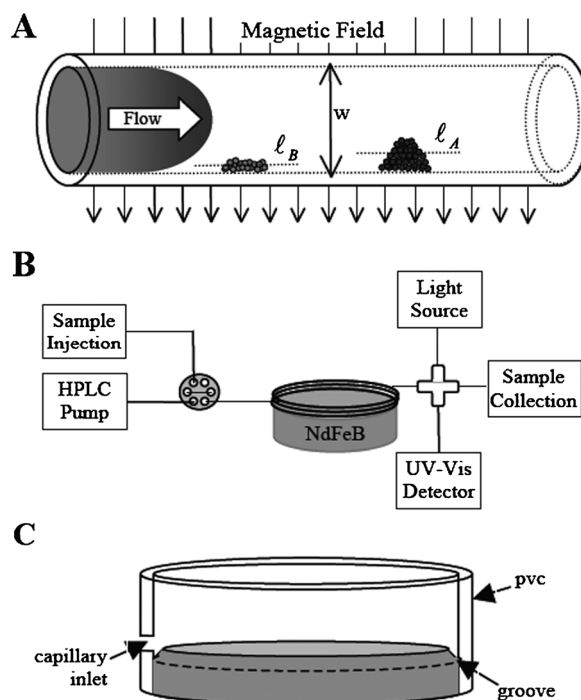 A
Magnetic Field
Flow
w
ℓB
ℓA
B
Sample
Injection
HPLC
Pump
NdFeB
Light
Source
Sample
Collection
UV-Vis
Detector
C
pvc
capillary
inlet
groove